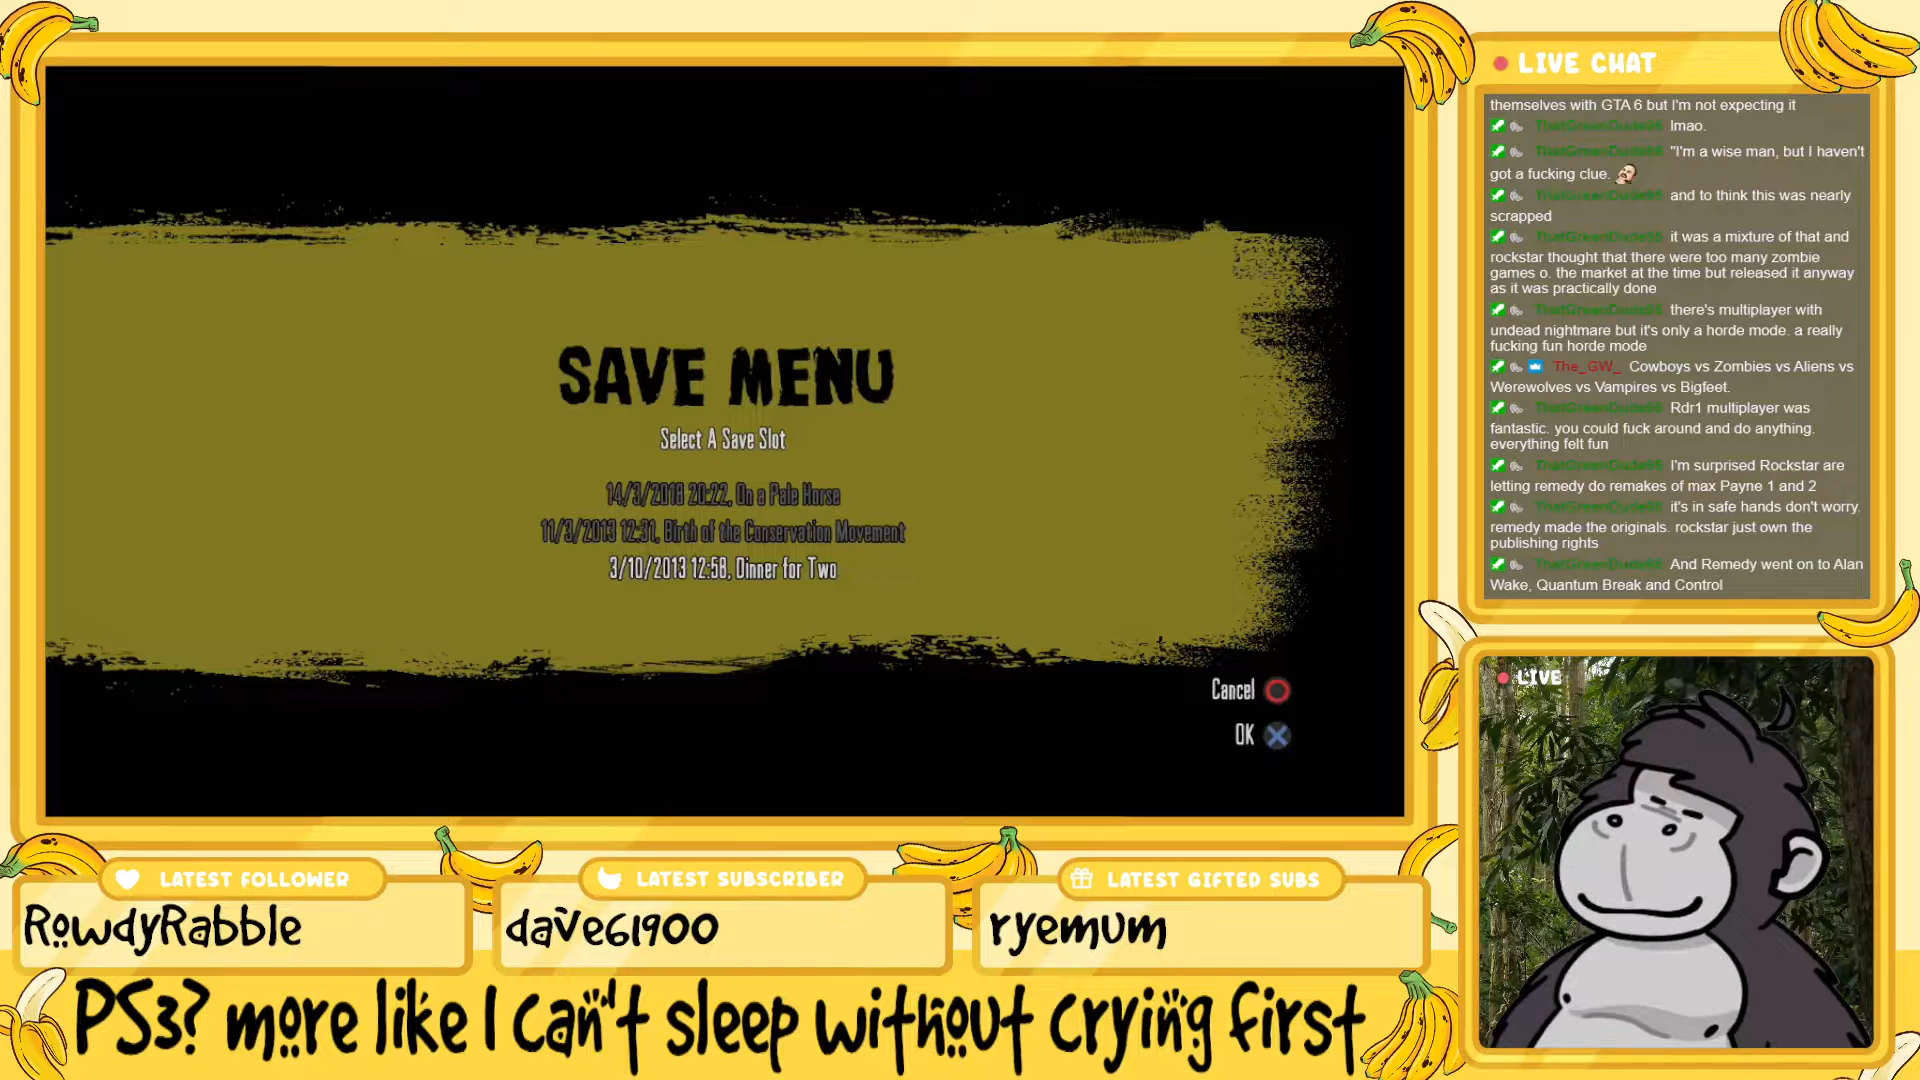 SAVE MENU
Select A Save Slot
14/3/2018 20:22, On a Pale Horse
11/3/2013 12:31, Birth of the Conservation Movement
3/10/2013 12:58, Dinner for Two
Cancel
OK
LIVE CHAT
themselves with GTA 6 but I'm not expecting it
ThatGreenDude96 lmao.
ThatGreenDude96 "I'm a wise man, but I haven't
got a fucking clue.
ThatGreenDude96 and to think this was nearly
scrapped
ThatGreenDude96 it was a mixture of that and
rockstar thought that there were too many zombie
games o. the market at the time but released it anyway
as it was practically done
ThatGreenDude96 there's multiplayer with
undead nightmare but it's only a horde mode. a really
fucking fun horde mode
The_GW_ Cowboys vs Zombies vs Aliens vs
Werewolves vs Vampires vs Bigfeet.
ThatGreenDude96 Rdr1 multiplayer was
fantastic. you could fuck around and do anything.
everything felt fun
ThatGreenDude96 I'm surprised Rockstar are
letting remedy do remakes of max Payne 1 and 2
ThatGreenDude96 it's in safe hands don't worry.
remedy made the originals. rockstar just own the
publishing rights
ThatGreenDude96 And Remedy went on to Alan
Wake, Quantum Break and Control
LIVE
LATEST FOLLOWER
RowdyRabble
LATEST SUBSCRIBER
dave61900
LATEST GIFTED SUBS
ryemum
PS3? more like I can't sleep without crying first